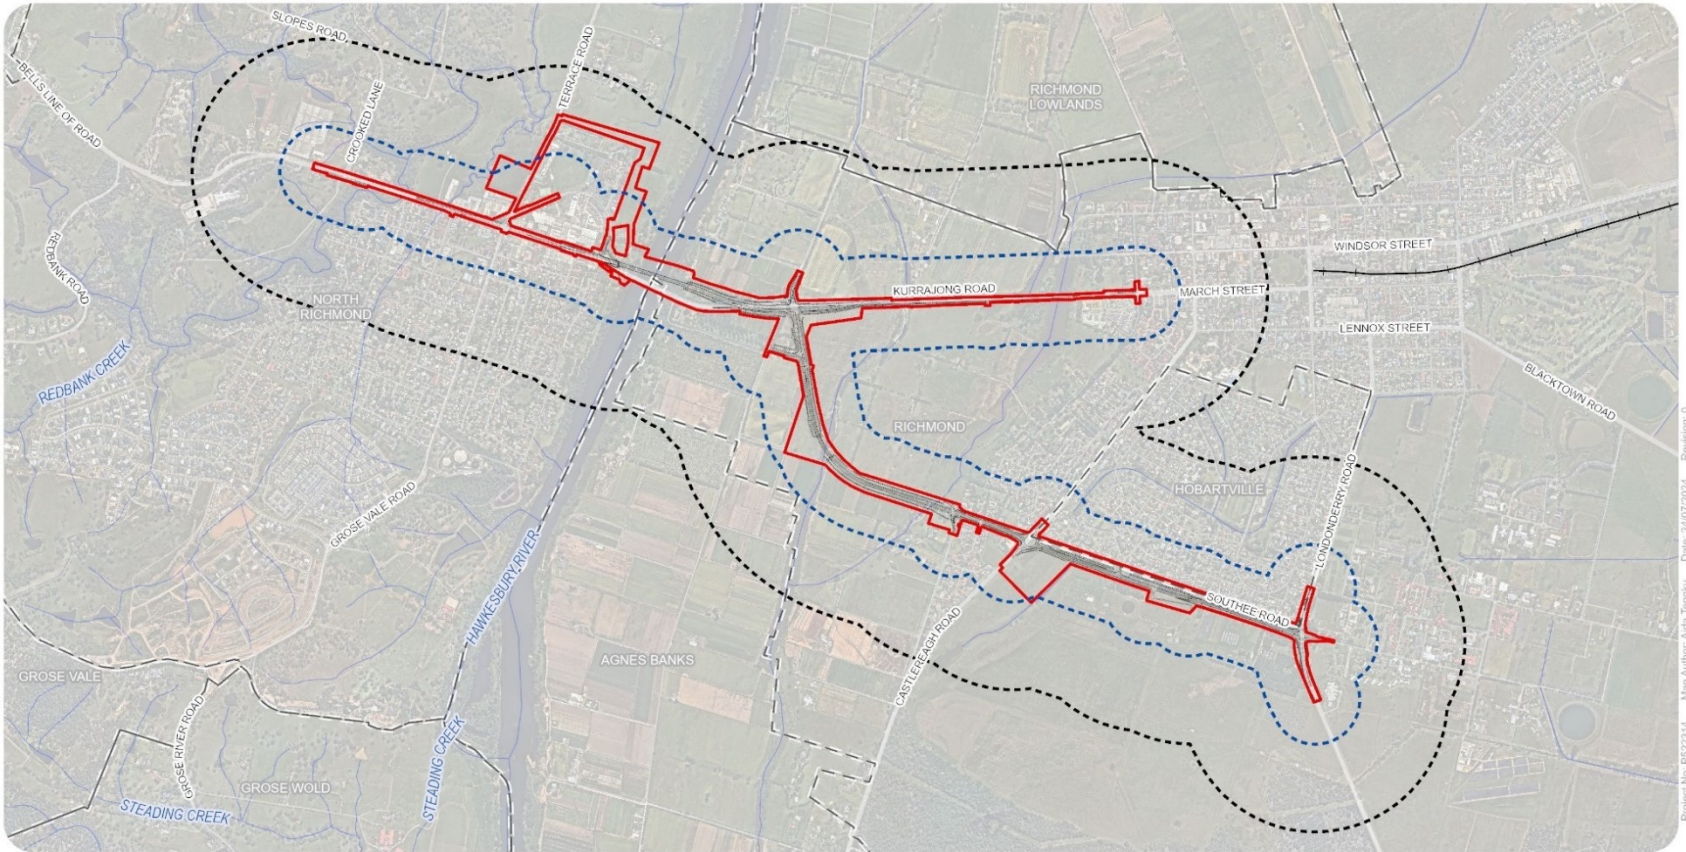 SLOPES ROAD
TERRACE ROAD
BELLS LINE OF ROAD
CROOKED LANE
RICHMOND
LOWLANDS
REDBANK ROAD
WINDSOR STREET
KURRAJONG ROAD
MARCH STREET
NORTH
RICHMOND
LENNOX STREET
REDBANK CREEK
BLACKTOWN ROAD
RICHMOND
HOBARTVILLE
LONDONDERRY ROAD
GROSE VALE ROAD
HAWKESBURY RIVER
SOUTHEE ROAD
AGNES BANKS
CASTLEREAGH ROAD
GROSE VALE
GROSE RIVER ROAD
STEADING CREEK
GROSE WOLD
STEADING CREEK